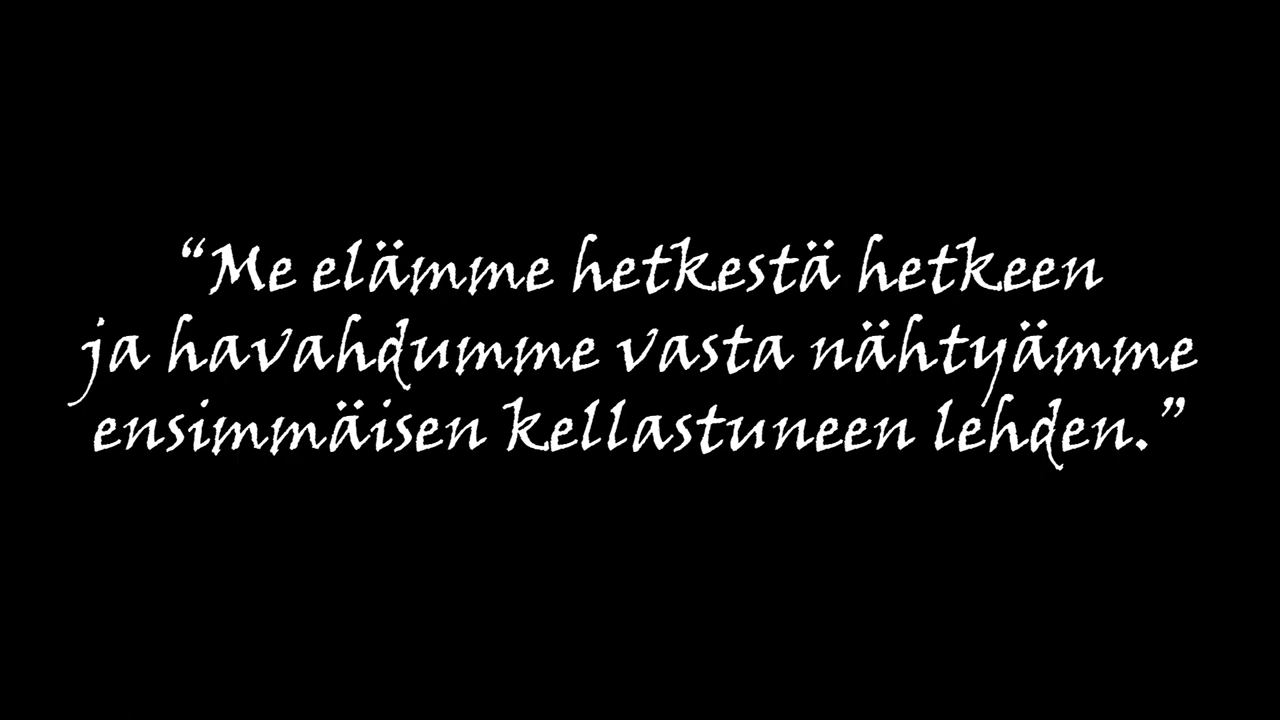 “Me elämme hetkestä hetkeen
ja havahdumme vasta nähtyämme
ensimmäisen kellastuneen lehden.”